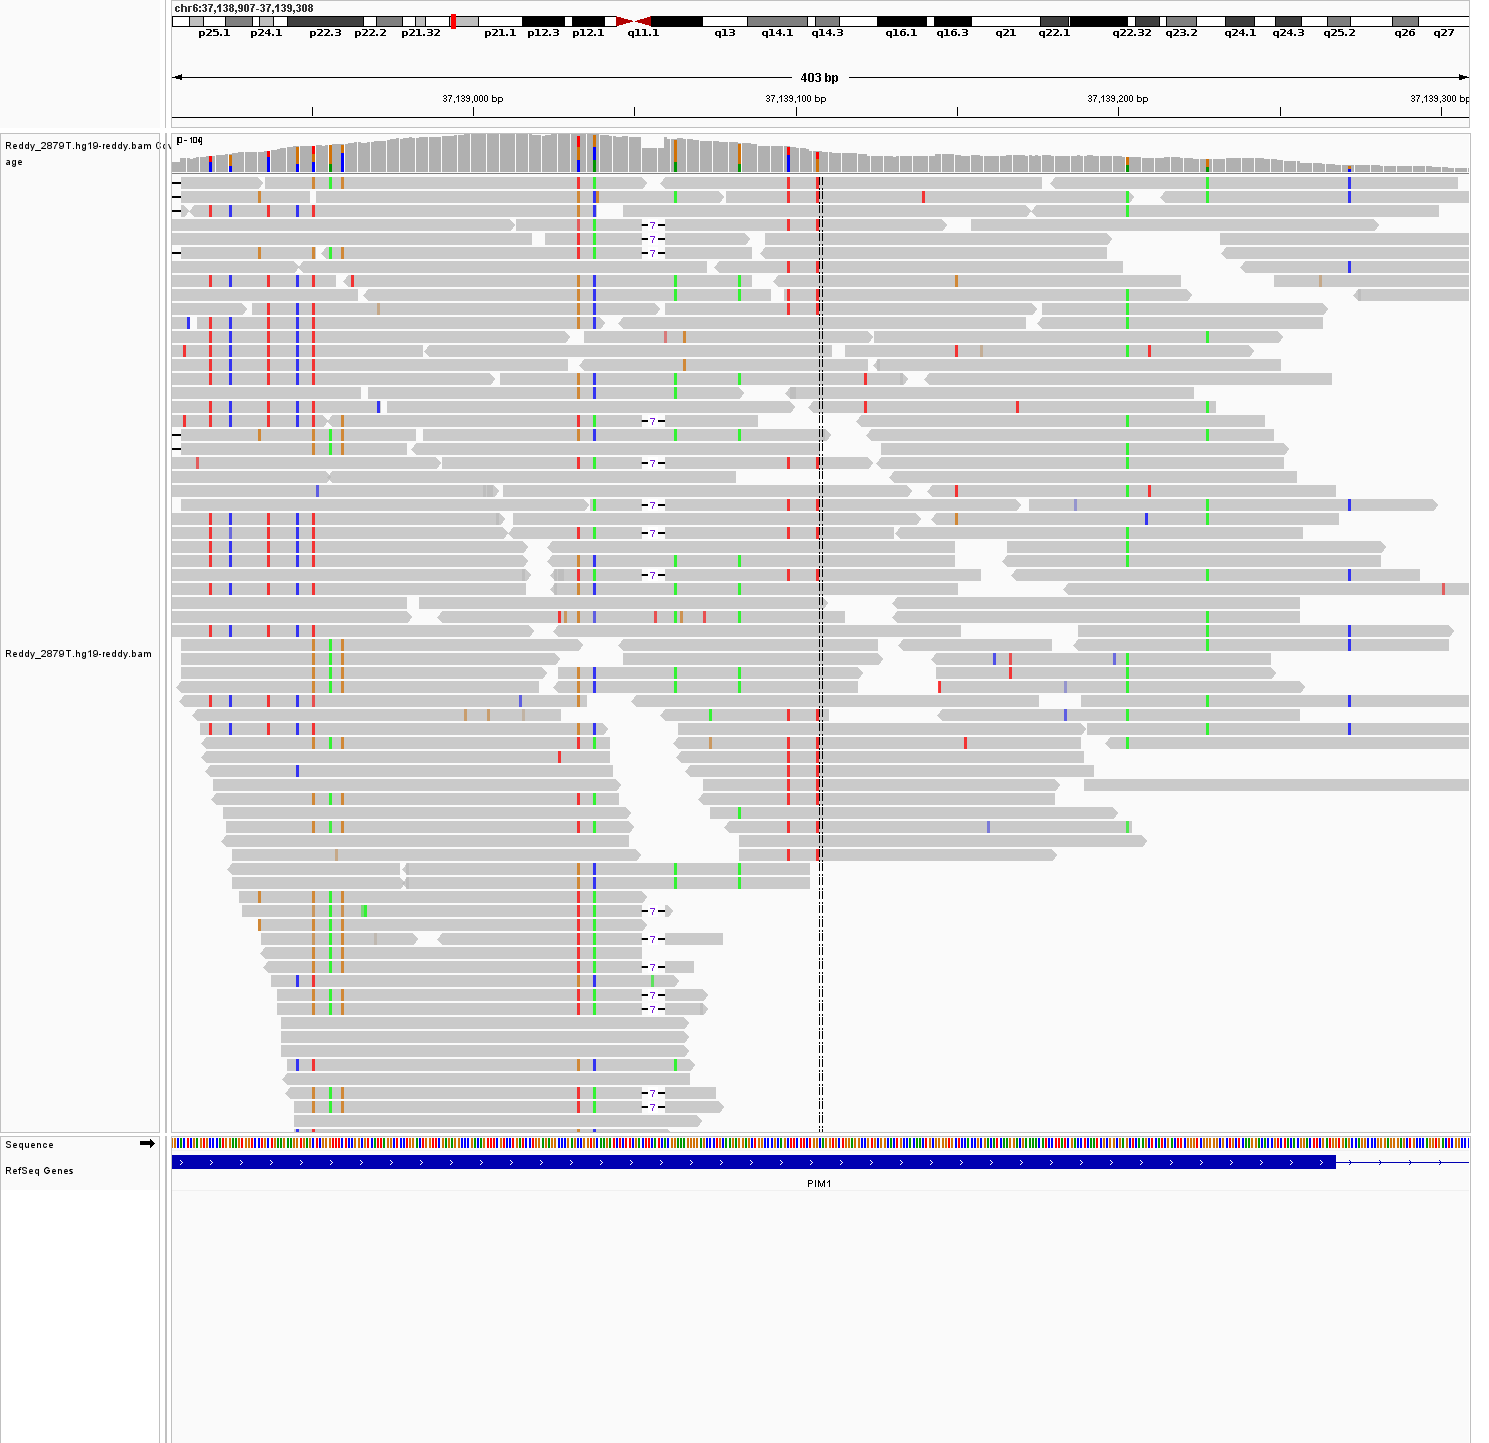 chr6:37,138,907-37,139,308
p25.1 p24.1 p22.3 p22.2 p21.32 p21.1 p12.3 p12.1 q11.1 q13 q14.1 q14.3 q16.1 q16.3 q21 q22.1 q22.32 q23.2 q24.1 q24.3 q25.2 q26 q27
403 bp
37,139,000 bp 37,139,100 bp 37,139,200 bp 37,139,300 bp
Reddy_2879T.hg19-reddy.bam Cov
age
[0 - 104]
7
7
7
7
7
7
7
7
7
Reddy_2879T.hg19-reddy.bam
7
7
7
7
7
7
7
Sequence
RefSeq Genes
PIM1